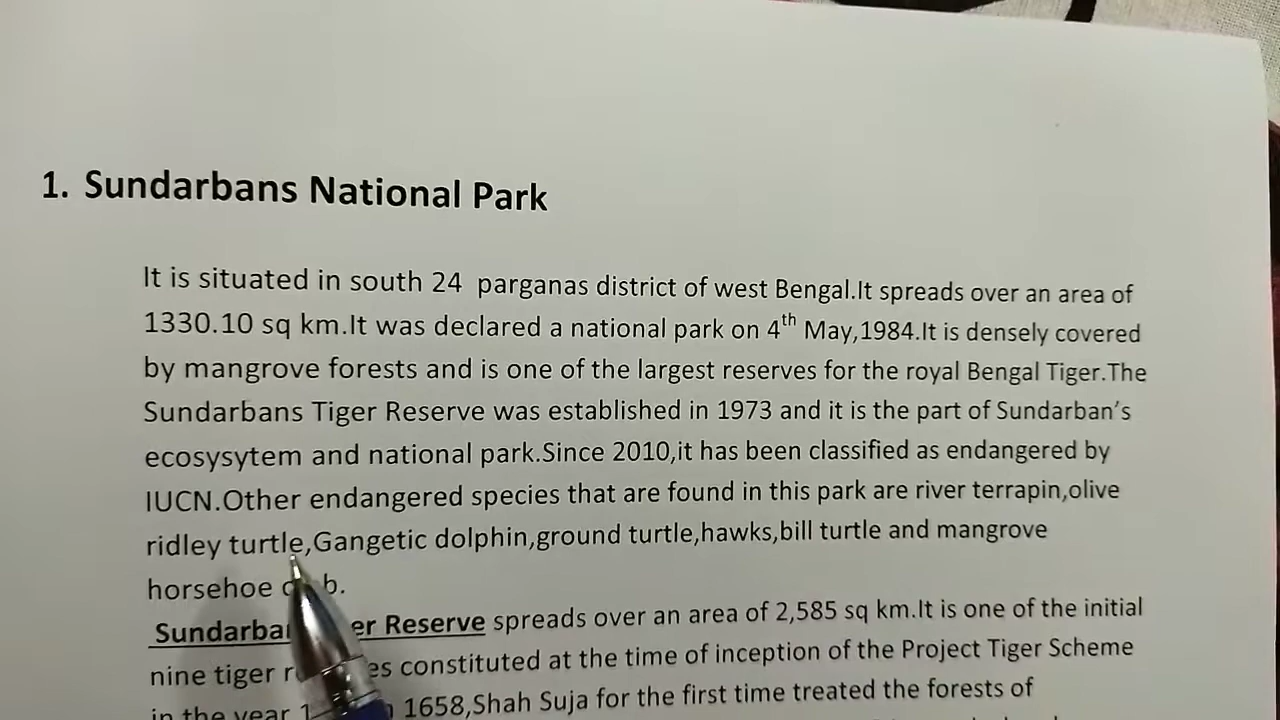 1. Sundarbans National Park
It is situated in south 24 parganas district of west Bengal.It spreads over an area of
1330.10 sq km.It was declared a national park on 4th May,1984.It is densely covered
by mangrove forests and is one of the largest reserves for the royal Bengal Tiger.The
Sundarbans Tiger Reserve was established in 1973 and it is the part of Sundarban's
ecosysytem and national park.Since 2010,it has been classified as endangered by
IUCN.Other endangered species that are found in this park are river terrapin,olive
ridley turtle,Gangetic dolphin,ground turtle,hawks,bill turtle and mangrove
horsehoe
Reserve spreads over an area of 2,585 sq km.It is one of the initial
nine tiger constituted at the time of inception of the Project Tiger Scheme
in the year 1658,Shah Suja for the first time treated the forests of